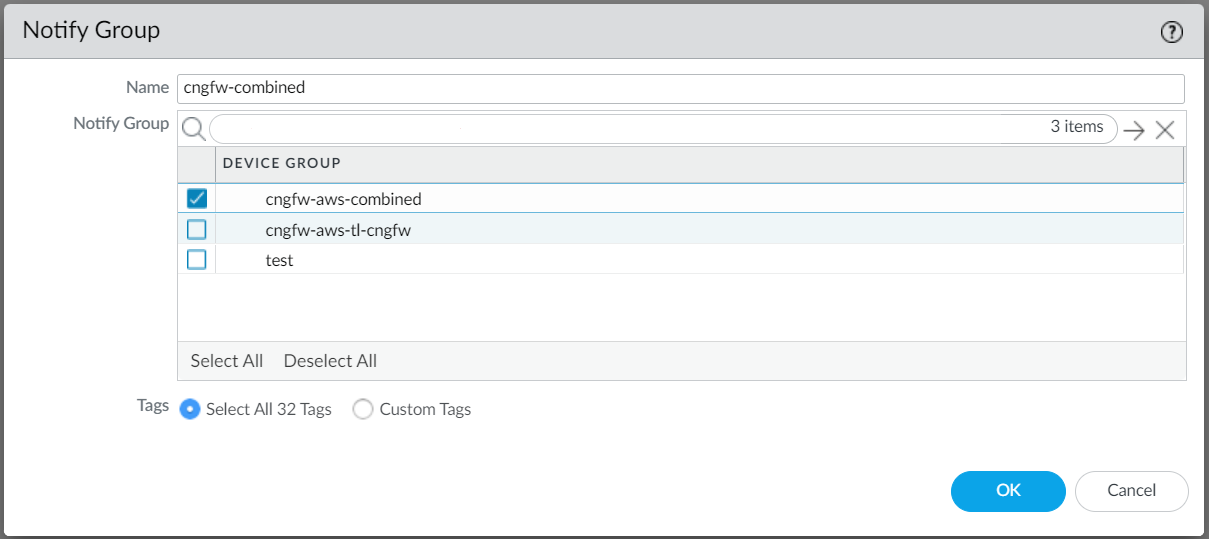 Notify Group
?
Name cngfw-combined
Notify Group 3 items
DEVICE GROUP
cngfw-aws-combined
cngfw-aws-tl-cngfw
test
Select All Deselect All
Tags Select All 32 Tags Custom Tags
OK Cancel